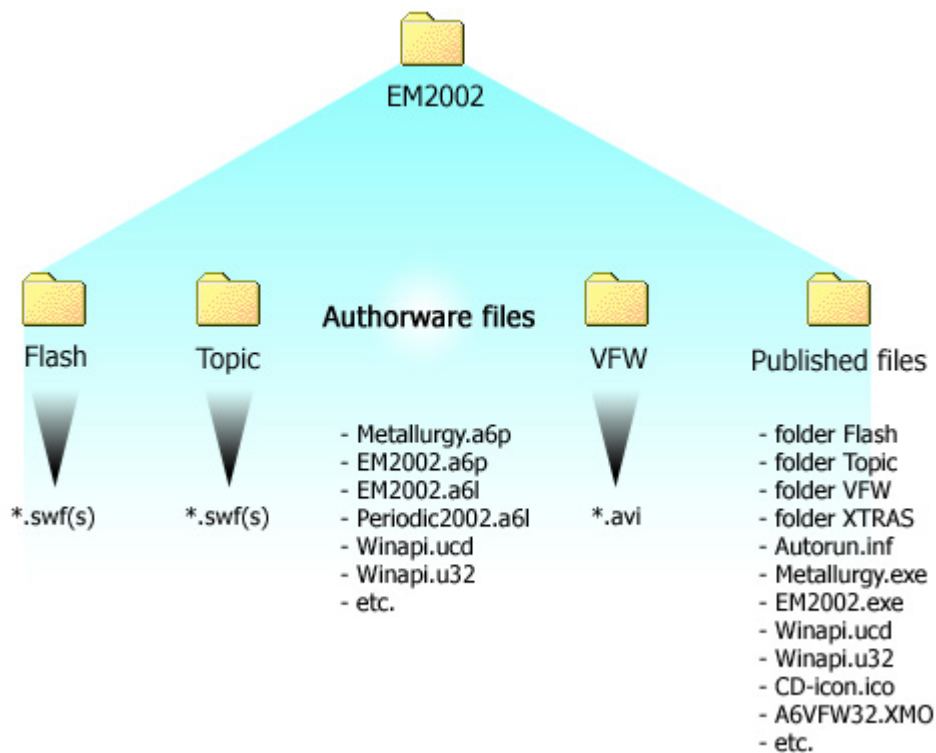 EM2002
Flash
Topic
Authorware files
VFW
Published files
*.swf(s)
*.swf(s)
- Metallurgy.a6p
- EM2002.a6p
- EM2002.a6l
- Periodic2002.a6l
- Winapi.ucd
- Winapi.u32
- etc.
*.avi
- folder Flash
- folder Topic
- folder VFW
- folder XTRAS
- Autorun.inf
- Metallurgy.exe
- EM2002.exe
- Winapi.ucd
- Winapi.u32
- CD-icon.ico
- A6VFW32.XMO
- etc.